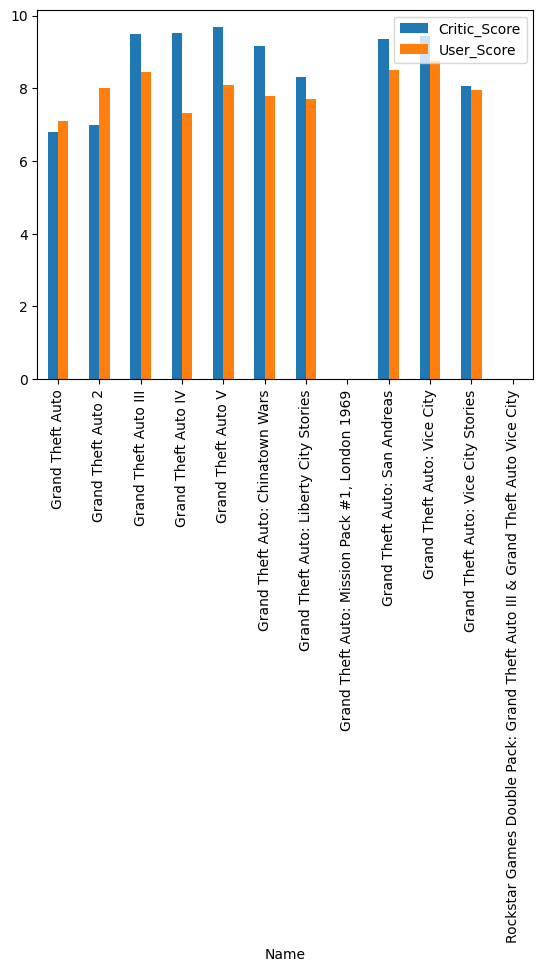 10
8
6
4
2
0
Critic_Score
User_Score
Grand Theft Auto
Grand Theft Auto 2
Grand Theft Auto III
Grand Theft Auto IV
Grand Theft Auto V
Grand Theft Auto: Chinatown Wars
Grand Theft Auto: Liberty City Stories
Grand Theft Auto: Mission Pack #1, London 1969
Grand Theft Auto: San Andreas
Grand Theft Auto: Vice City
Grand Theft Auto: Vice City Stories
Rockstar Games Double Pack: Grand Theft Auto III & Grand Theft Auto Vice City
Name